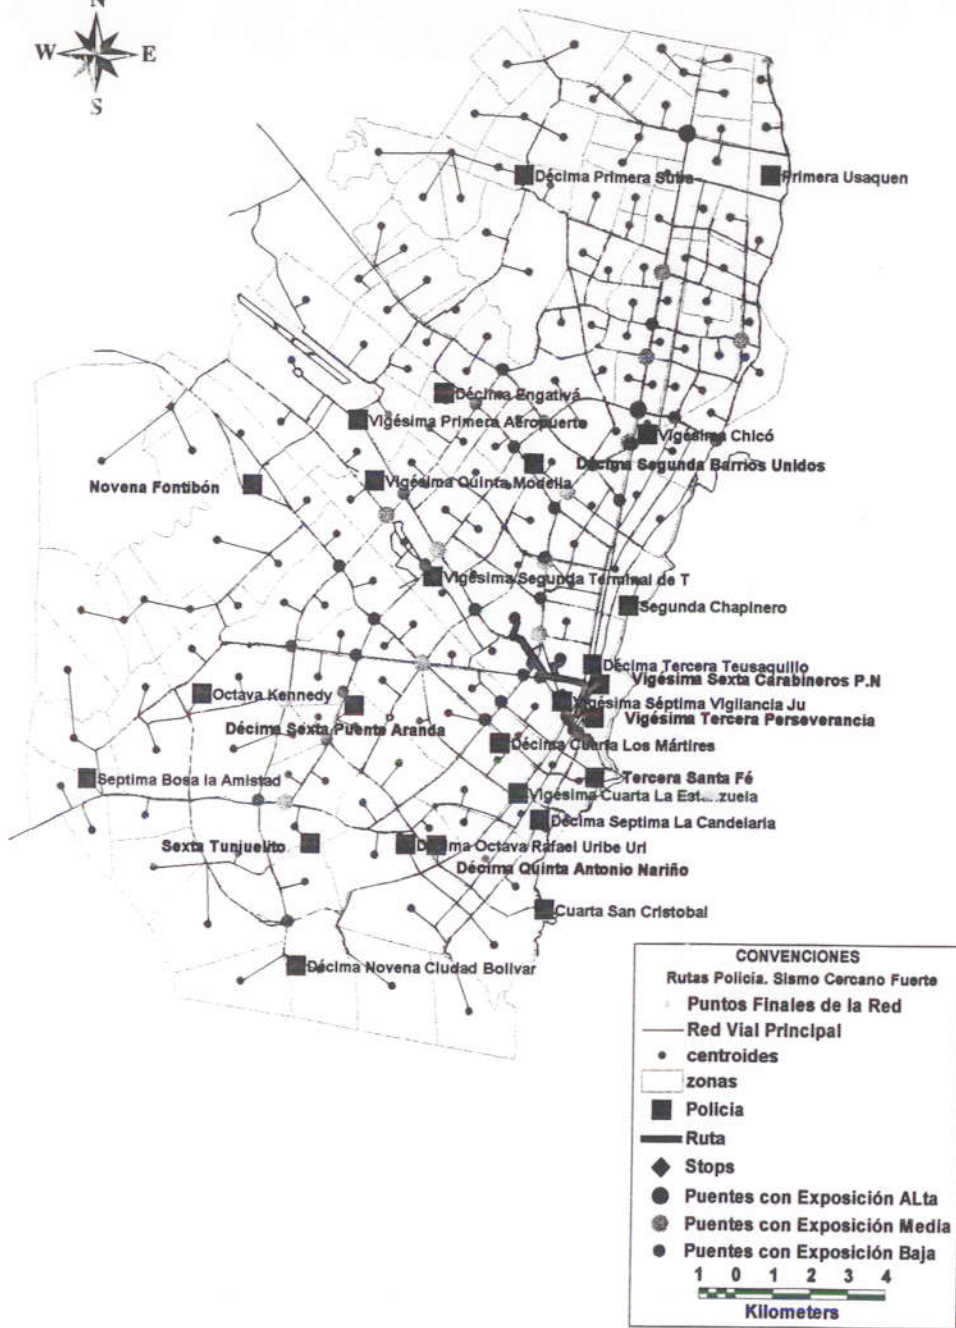 N
W E
S
Décima Primera Suba
Primera Usaquen
Décima Engativá
Vigésima Primera Aeropuerto
Vigésima Chicó
Décima Segunda Barrios Unidos
Novena Fontibón
Vigésima Quinta Modelia
Vigésima Segunda Terminal de T
Segunda Chapinero
Décima Tercera Teusaquillo
Vigésima Sexta Carabineros P.N
Octava Kennedy
Vigésima Séptima Vigilancia Ju
Décima Sexta Puente Aranda
Vigésima Tercera Perseverancia
Décima Cuarta Los Mártires
Septima Bosa la Amistad
Tercera Santa Fé
Vigésima Cuarta La
Décima Septima La Candelaria
Sexta Tunjuelito
Décima Octava Rafael Uribe Uri
Décima Quinta Antonio Nariño
Cuarta San Cristobal
Décima Novena Ciudad Bolivar
CONVENCIONES
Rutas Policía. Sismo Cercano Fuerte
Puntos Finales de la Red
Red Vial Principal
centroides
zonas
Policia
Ruta
Stops
Puentes con Exposición ALta
Puentes con Exposición Media
Puentes con Exposición Baja
1 0 1 2 3 4
Kilometers